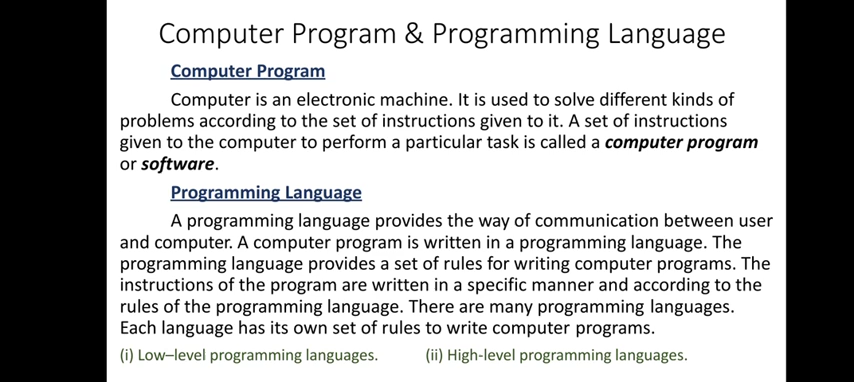 Computer Program & Programming Language
Computer Program
Computer is an electronic machine. It is used to solve different kinds of
problems according to the set of instructions given to it. A set of instructions
given to the computer to perform a particular task is called a computer program
or software.
Programming Language
A programming language provides the way of communication between user
and computer. A computer program is written in a programming language. The
programming language provides a set of rules for writing computer programs. The
instructions of the program are written in a specific manner and according to the
rules of the programming language. There are many programming languages.
Each language has its own set of rules to write computer programs.
(i) Low–level programming languages. (ii) High-level programming languages.